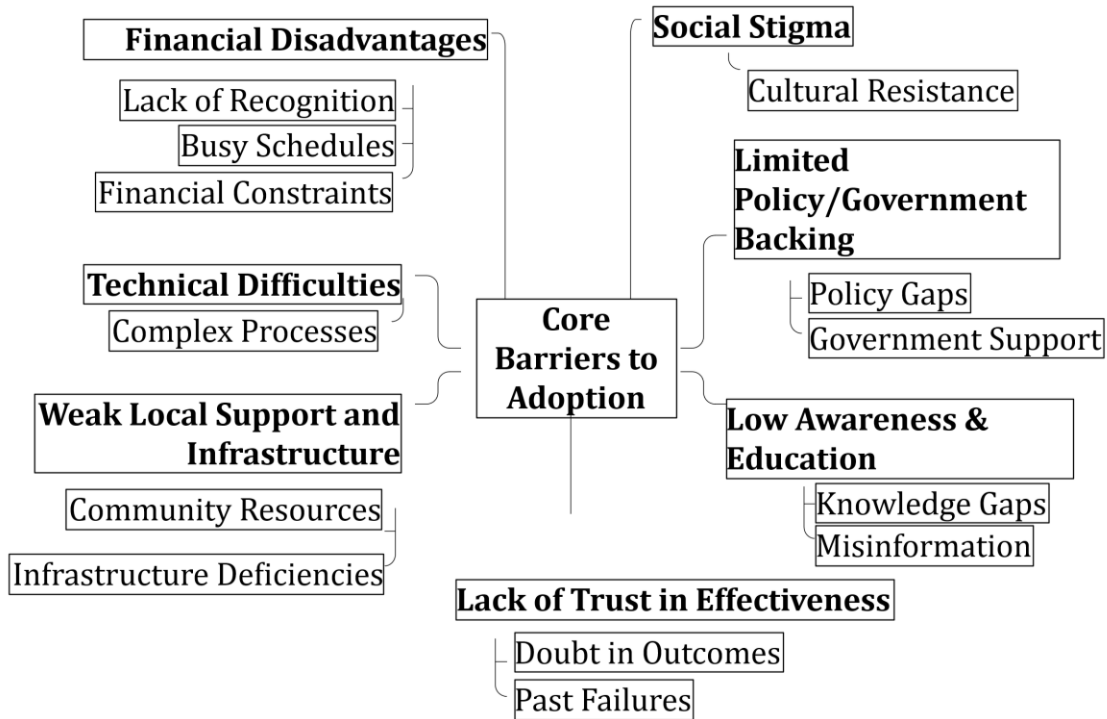 Financial Disadvantages
Lack of Recognition
Busy Schedules
Financial Constraints
Technical Difficulties
Complex Processes
Weak Local Support and
Infrastructure
Community Resources
Infrastructure Deficiencies
Core
Barriers to
Adoption
Social Stigma
Cultural Resistance
Limited
Policy/Government
Backing
Policy Gaps
Government Support
Low Awareness &
Education
Knowledge Gaps
Misinformation
Lack of Trust in Effectiveness
Doubt in Outcomes
Past Failures